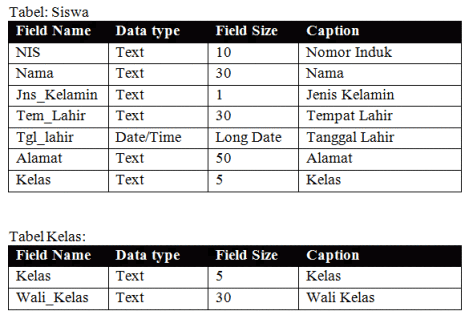 Tabel: Siswa
Field Name Data type Field Size Caption
NIS Text 10 Nomor Induk
Nama Text 30 Nama
Jns_Kelamin Text 1 Jenis Kelamin
Tem_Lahir Text 30 Tempat Lahir
Tgl_lahir Date/Time Long Date Tanggal Lahir
Alamat Text 50 Alamat
Kelas Text 5 Kelas
Tabel Kelas:
Field Name Data type Field Size Caption
Kelas Text 5 Kelas
Wali_Kelas Text 30 Wali Kelas